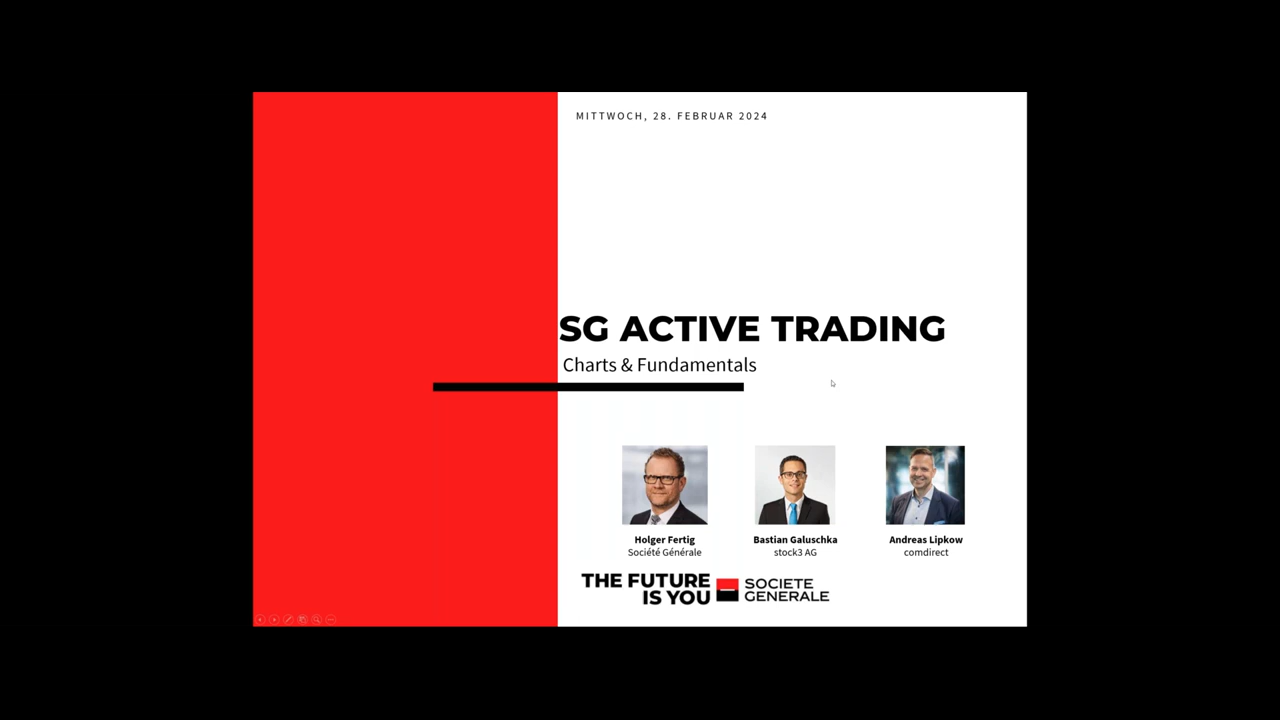 MITTWOCH, 28. FEBRUAR 2024
SG ACTIVE TRADING
Charts & Fundamentals
Holger Fertig
Société Générale
Bastian Galuschka
stock3 AG
Andreas Lipkow
comdirect
THE FUTURE
IS YOU
SOCIETE
GENERALE